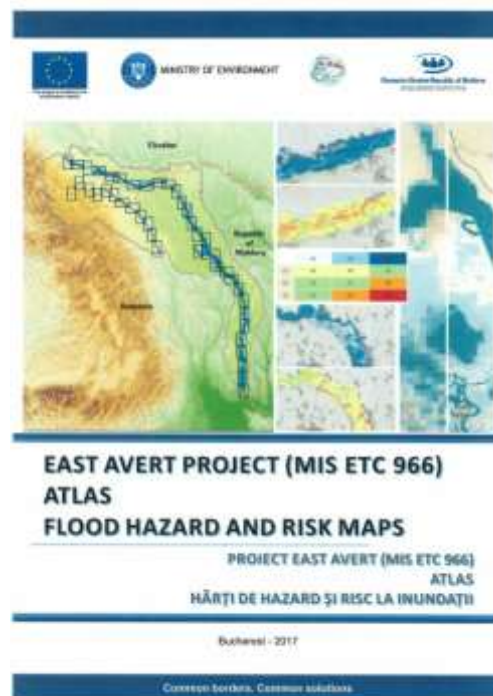 MINISTRY OF ENVIRONMENT
Ukraine
Republic
of
Moldova
Romania
EAST AVERT PROJECT (MIS ETC 966)
ATLAS
FLOOD HAZARD AND RISK MAPS
PROJECT EAST AVERT (MIS ETC 966)
ATLAS
HĂRȚI DE HAZARD ȘI RISC LA INUNDAȚII
Bucharest - 2017
Common borders. Common solutions.